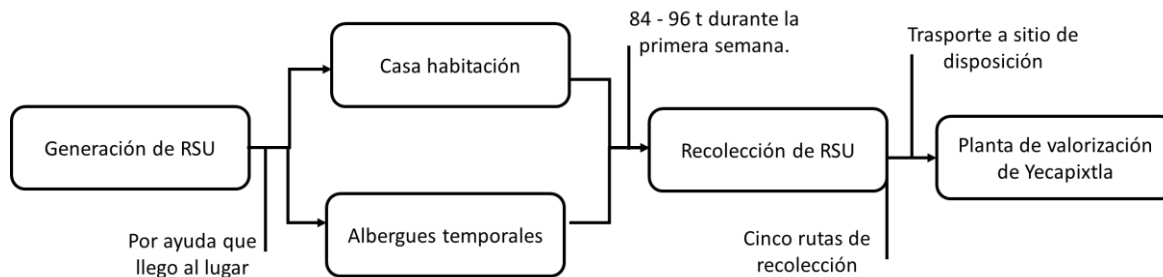 Generación de RSU
Por ayuda que
llego al lugar
Casa habitación
Albergues temporales
84 - 96 t durante la
primera semana.
Recolección de RSU
Cinco rutas de
recolección
Trasporte a sitio de
disposición
Planta de valorización
de Yecapixtla